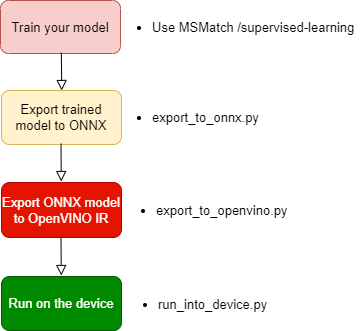 Train your model
• Use MSMatch /supervised-learning
Export trained
model to ONNX
• export_to_onnx.py
Export ONNX model
to OpenVINO IR
• export_to_openvino.py
Run on the device
• run_into_device.py